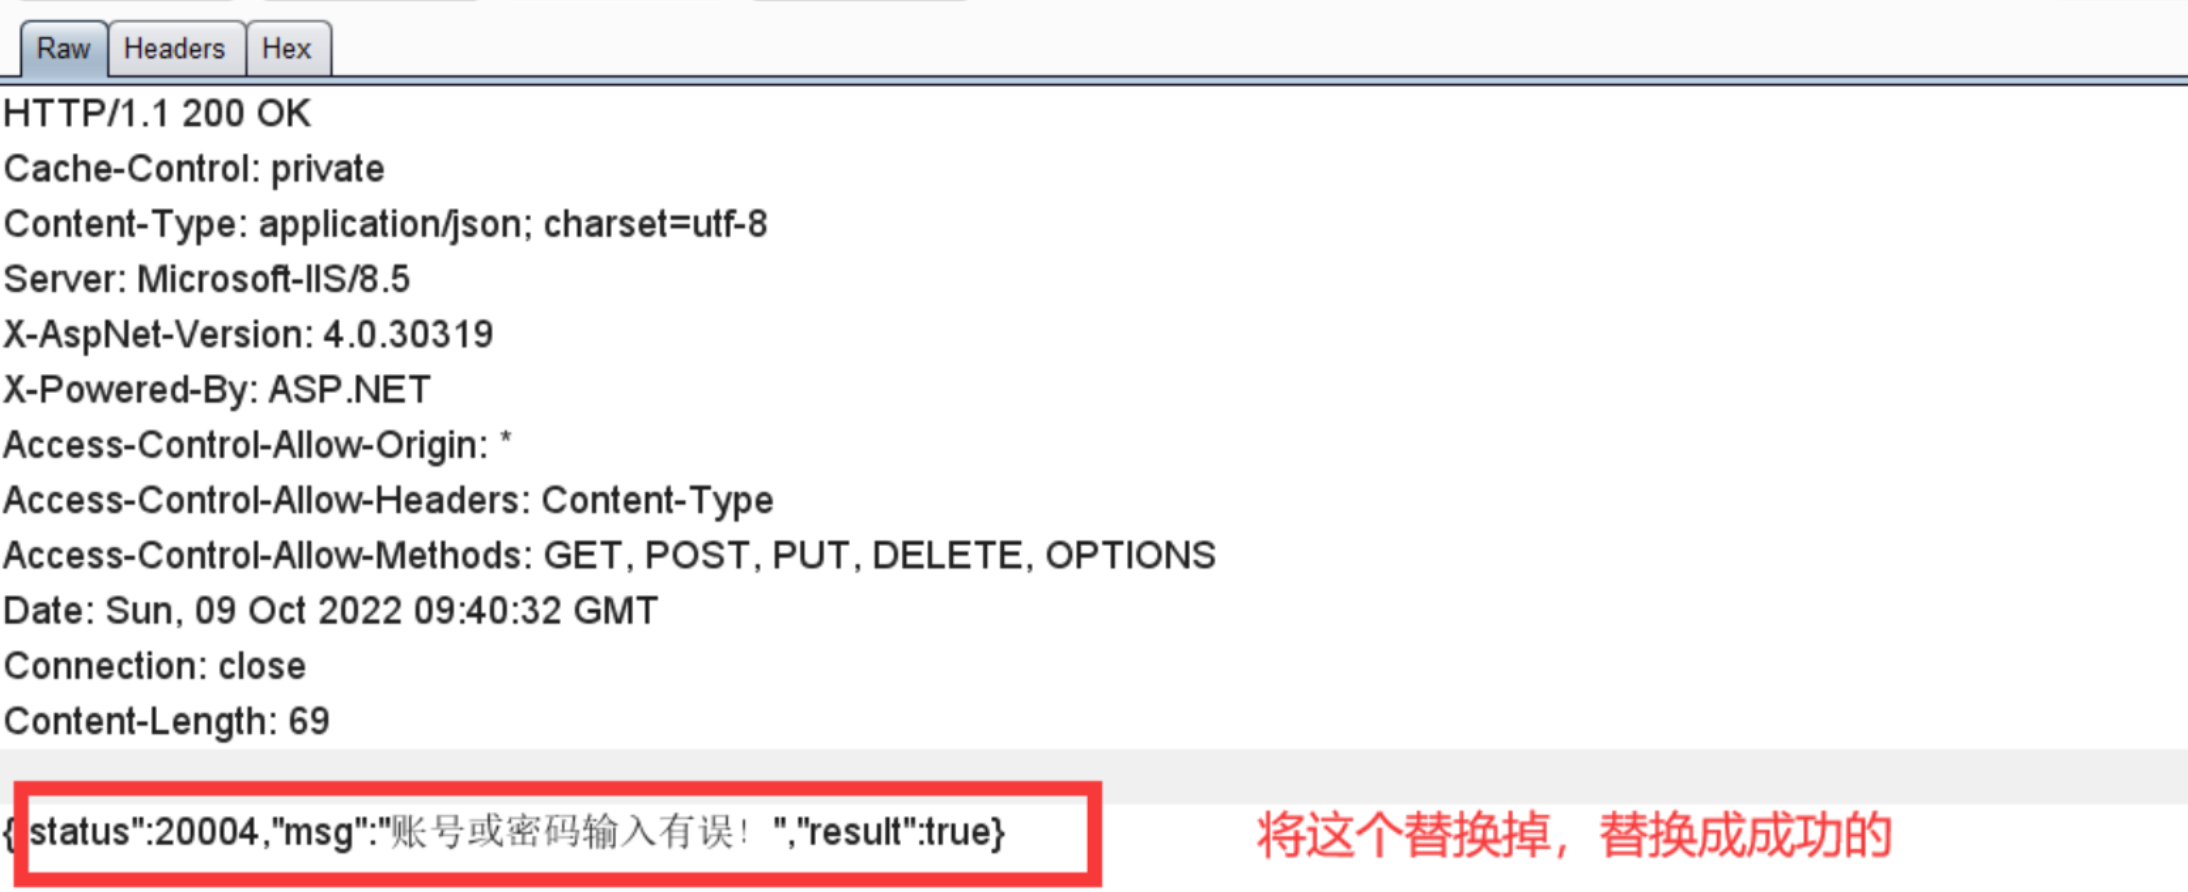 Raw Headers Hex
HTTP/1.1 200 OK
Cache-Control: private
Content-Type: application/json; charset=utf-8
Server: Microsoft-IIS/8.5
X-AspNet-Version: 4.0.30319
X-Powered-By: ASP.NET
Access-Control-Allow-Origin: *
Access-Control-Allow-Headers: Content-Type
Access-Control-Allow-Methods: GET, POST, PUT, DELETE, OPTIONS
Date: Sun, 09 Oct 2022 09:40:32 GMT
Connection: close
Content-Length: 69
{"status":20004,"msg":"账号或密码输入有误！","result":true} 将这个替换掉，替换成成功的